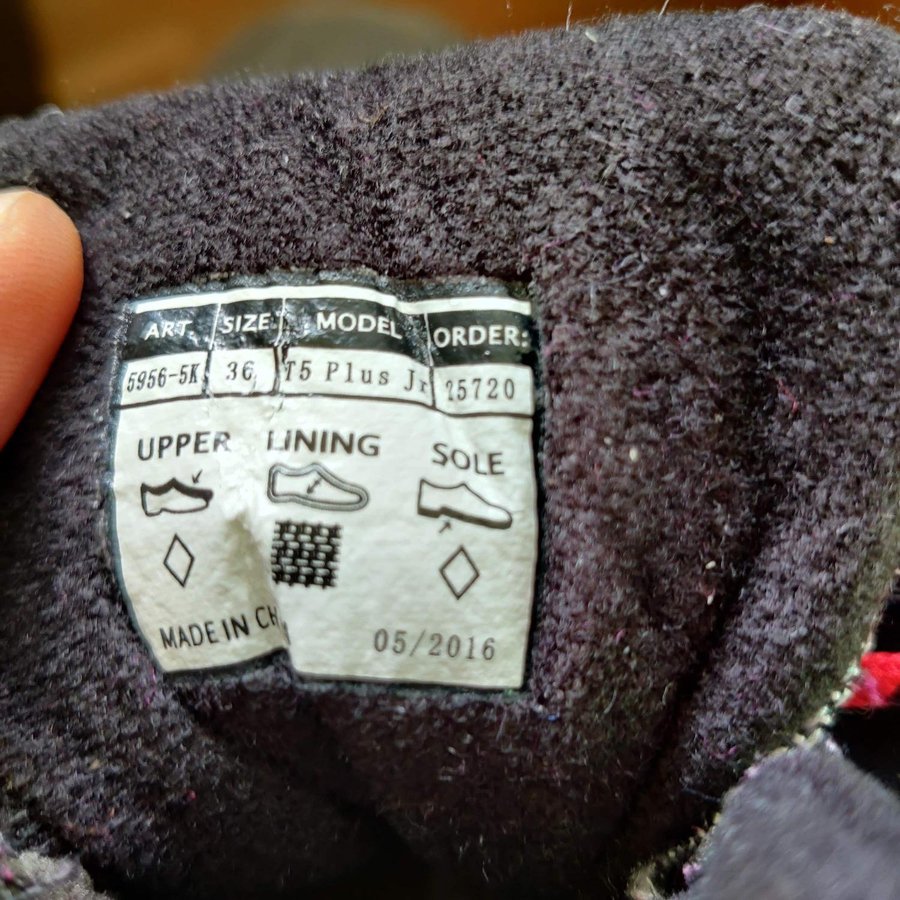 ART. SIZE MODEL ORDER:
5956-5K 36 T5 Plus Jr 25720
UPPER LINING SOLE
MADE IN CH
05/2016